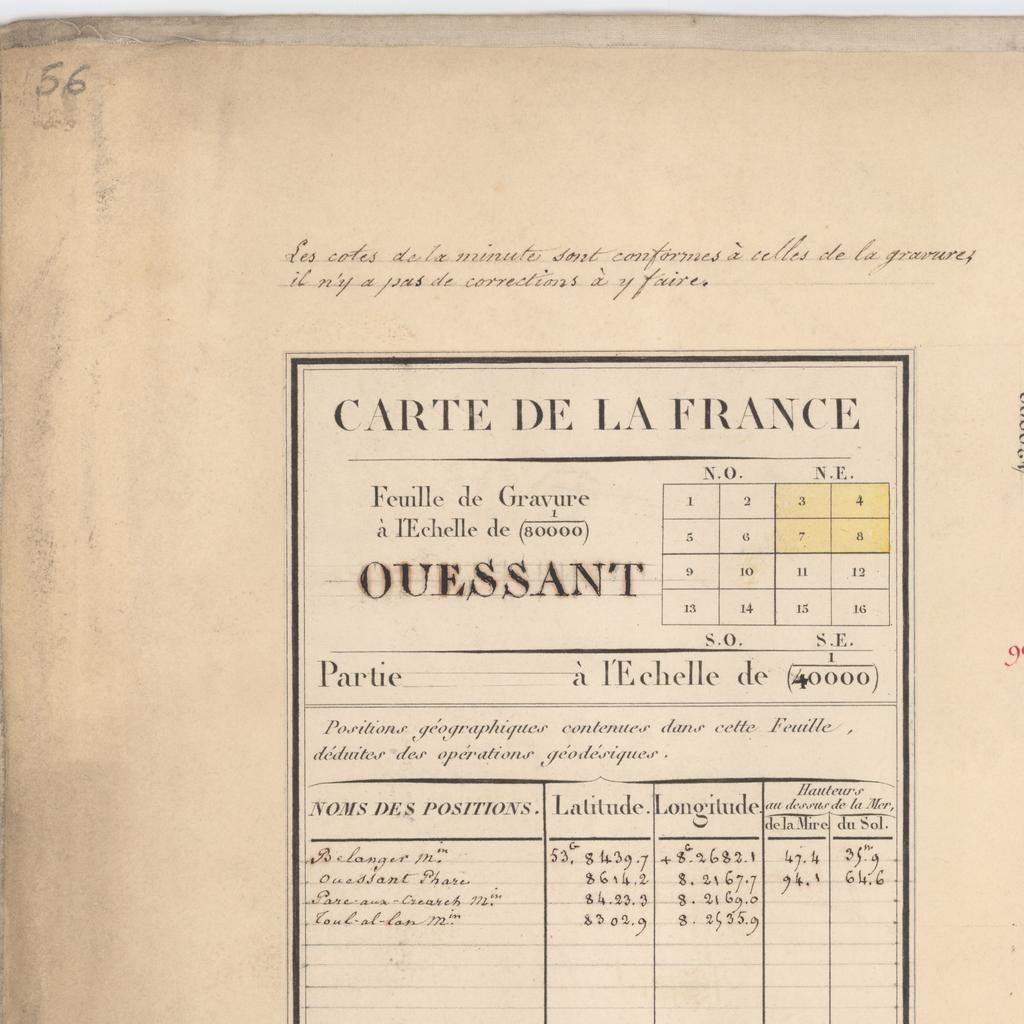 56
Les cotes de la minute sont conformes à celles de la gravure;
il n'y a pas de corrections à y faire.
CARTE DE LA FRANCE
Feuille de Gravure
à l'Echelle de (1/80000)
OUESSANT
N.O. N.E.
1 2 3 4
5 6 7 8
9 10 11 12
13 14 15 16
S.O. S.E.
Partie à l'Echelle de (1/40000)
Positions géographiques contenues dans cette Feuille,
déduites des opérations géodésiques.
NOMS DES POSITIONS. Latitude. Longitude. Hauteurs au dessus de la Mer,
de la Mire du Sol.
Belanger m.in 53.G 8439.7 +8.G 2682.1 47.4 35m.9
Ouessant Phare 8614.2 8. 2167.7 94.1 64.6
Parc-aux-Crearch m.in 84.23.3 8. 2169.0
Toul-al-lan m.in 8302.9 8. 2535.9